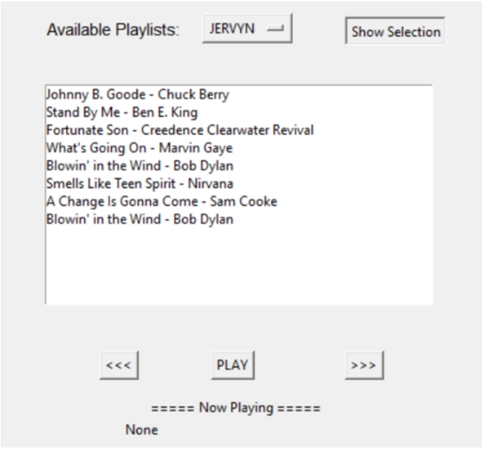 Available Playlists: JERVYN Show Selection
Johnny B. Goode - Chuck Berry
Stand By Me - Ben E. King
Fortunate Son - Creedence Clearwater Revival
What's Going On - Marvin Gaye
Blowin' in the Wind - Bob Dylan
Smells Like Teen Spirit - Nirvana
A Change Is Gonna Come - Sam Cooke
Blowin' in the Wind - Bob Dylan
<<< PLAY >>>
===== Now Playing =====
None